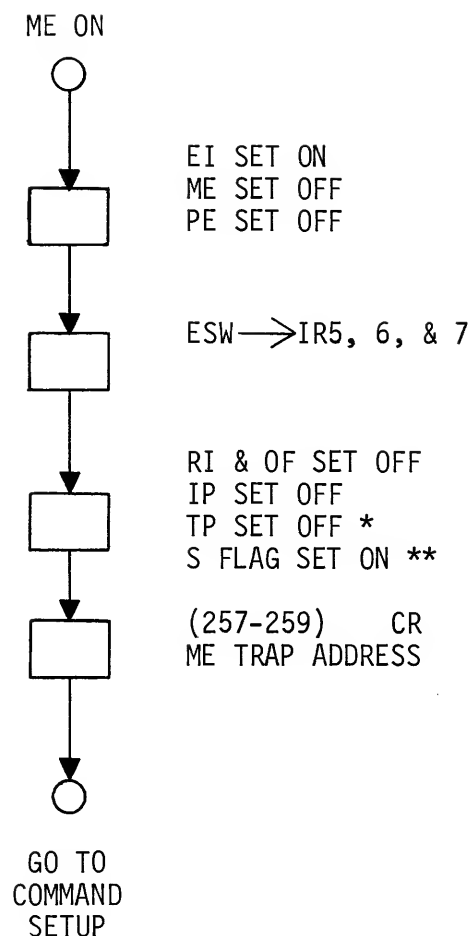 ME ON
EI SET ON
ME SET OFF
PE SET OFF
ESW→IR5, 6, & 7
RI & OF SET OFF
IP SET OFF
TP SET OFF *
S FLAG SET ON **
(257-259) CR
ME TRAP ADDRESS
GO TO
COMMAND
SETUP